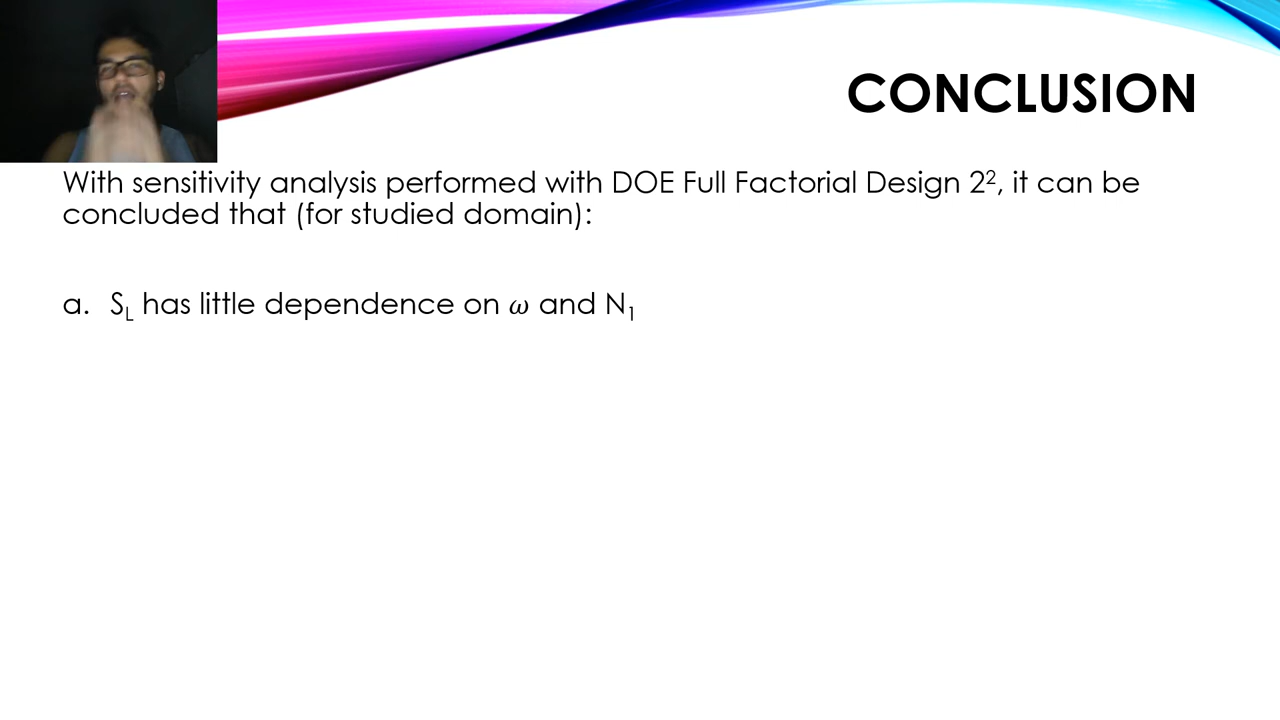 CONCLUSION
With sensitivity analysis performed with DOE Full Factorial Design 2², it can be
concluded that (for studied domain):
a. S_L has little dependence on ω and N₁